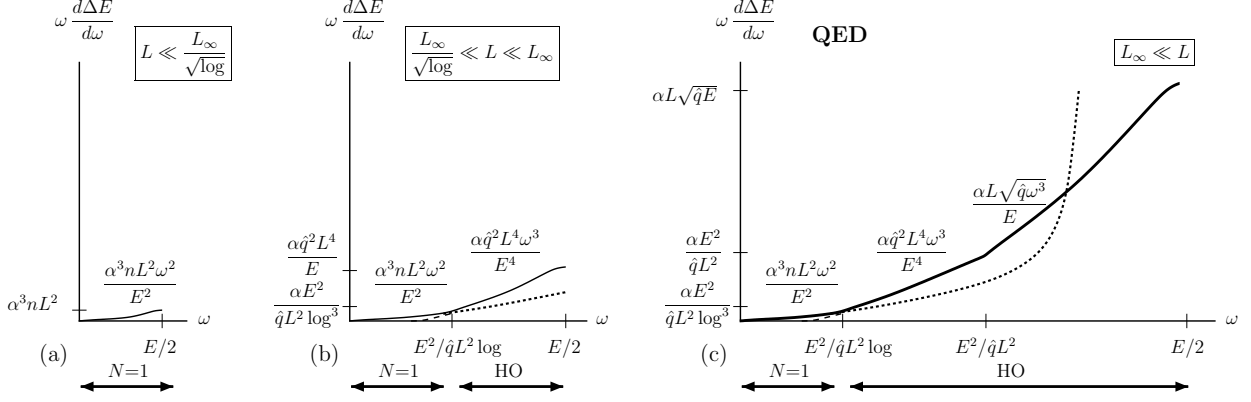 ω dΔE/dω
L ≪ L∞/√log
α³nL²ω²/E²
α³nL²
ω
(a)
E/2
N=1
ω dΔE/dω
L∞/√log ≪ L ≪ L∞
αq̂²L⁴/E
αE²/q̂L² log³
α³nL²ω²/E²
αq̂²L⁴ω³/E⁴
ω
(b)
E²/q̂L² log
E/2
N=1
HO
ω dΔE/dω
QED
L∞ ≪ L
αL√(q̂E)
αL√(q̂ω³)/E
αE²/q̂L²
αE²/q̂L² log³
α³nL²ω²/E²
αq̂²L⁴ω³/E⁴
ω
(c)
E²/q̂L² log
E²/q̂L²
E/2
N=1
HO